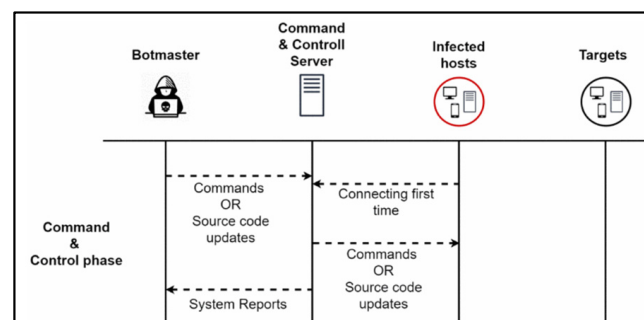 Botmaster
Command
& Controll
Server
Infected
hosts
Targets
Command
&
Control phase
Commands
OR
Source code
updates
Connecting first
time
Commands
OR
Source code
updates
System Reports